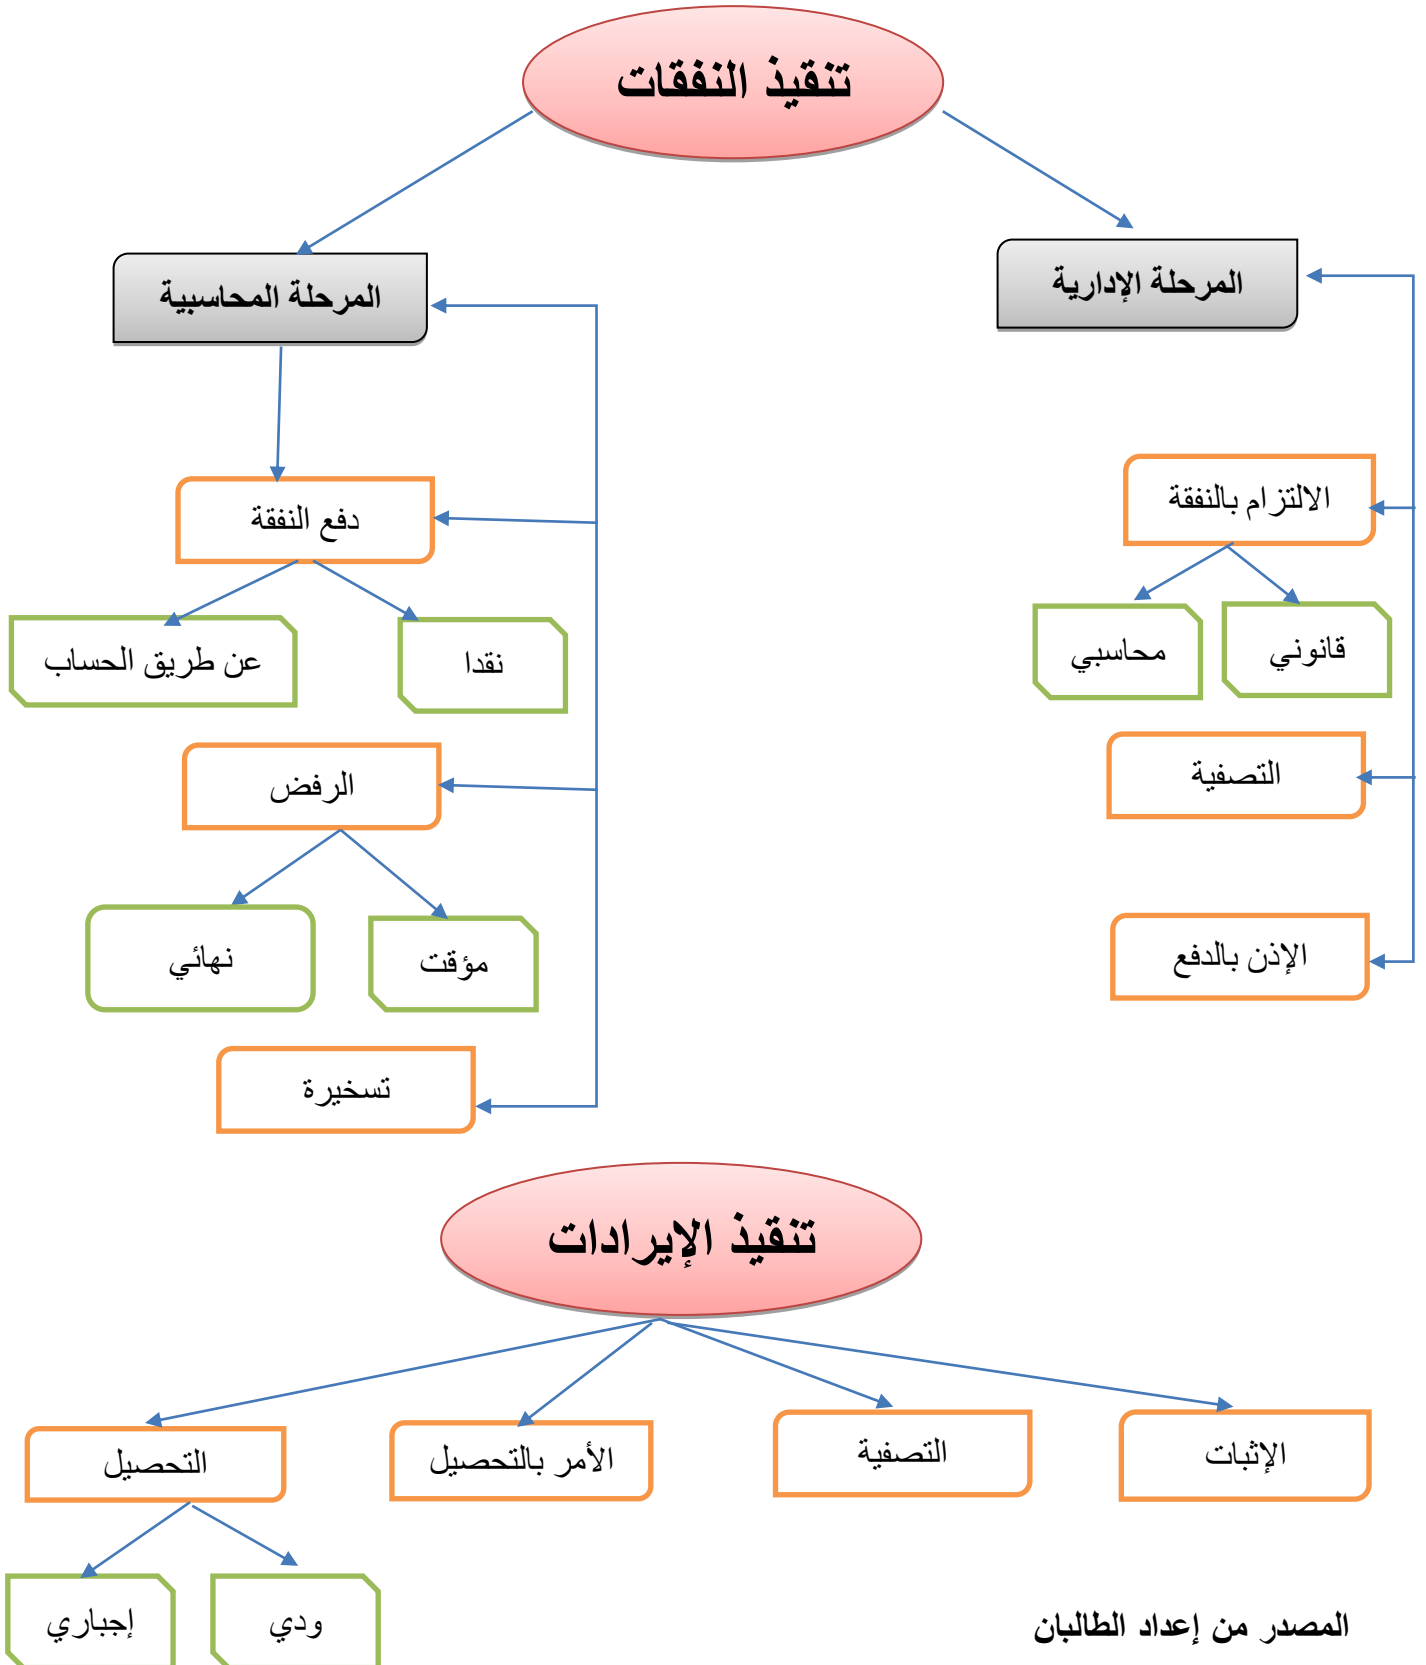 تنفيذ النفقات
المرحلة الإدارية
المرحلة المحاسبية
الالتزام بالنفقة
دفع النفقة
قانوني
محاسبي
نقدا
عن طريق الحساب
التصفية
الرفض
الإذن بالدفع
مؤقت
نهائي
تسخيرة
تنفيذ الإيرادات
الإثبات
التصفية
الأمر بالتحصيل
التحصيل
ودي
إجباري
المصدر من إعداد الطالبان